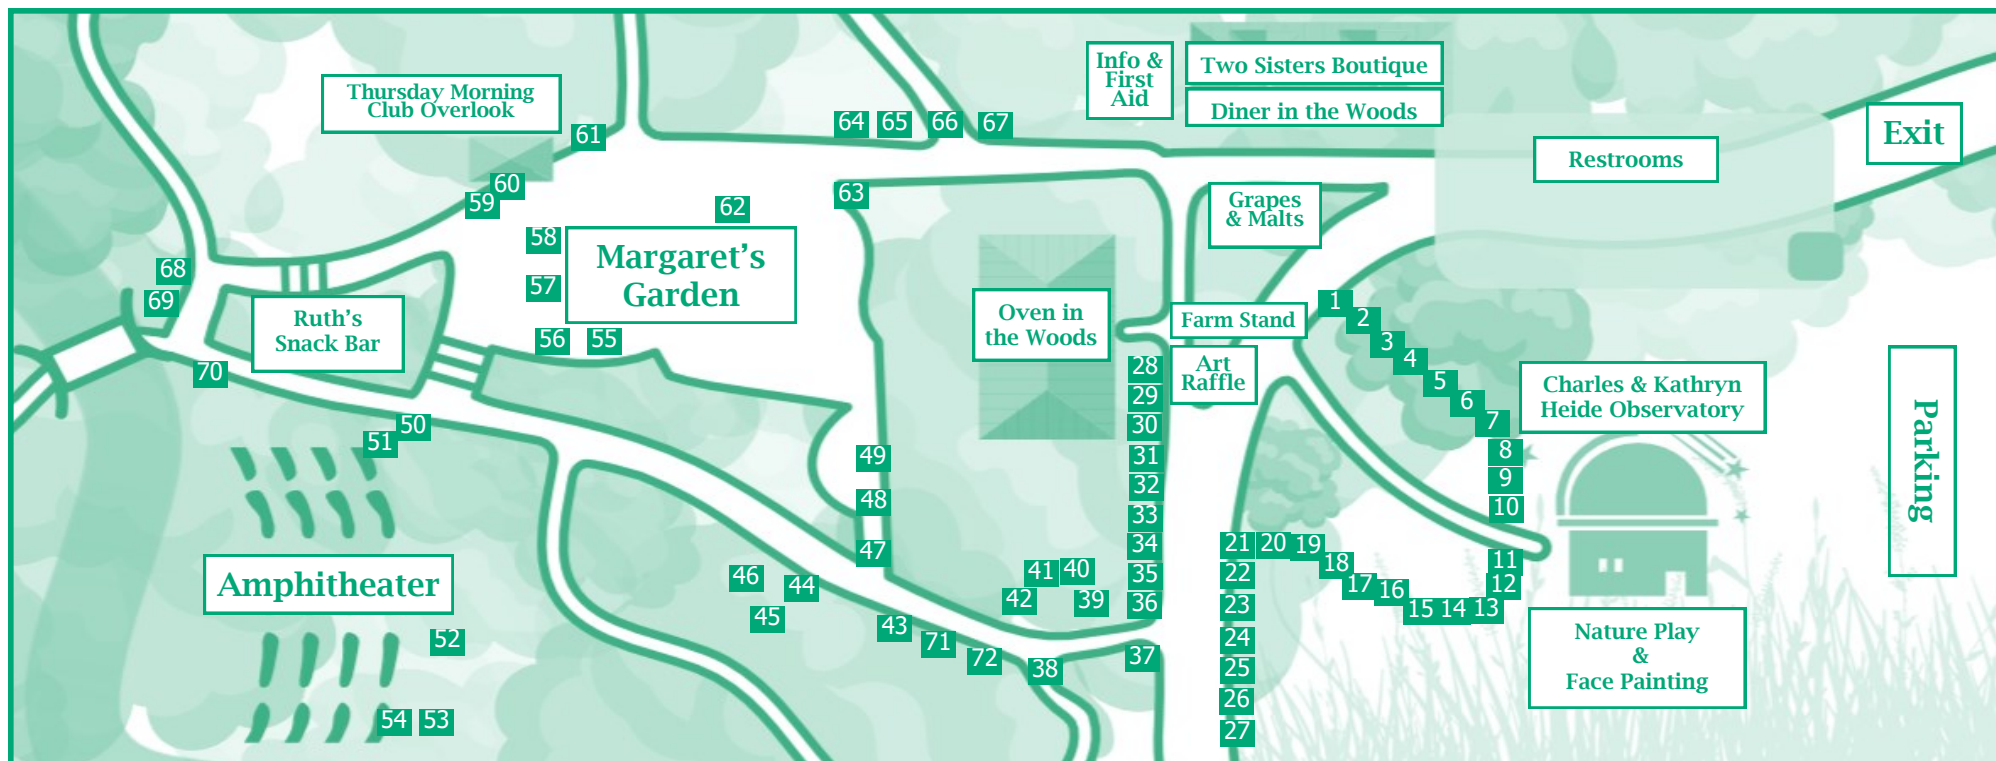 Thursday Morning
Club Overlook
Info &
First
Aid
Two Sisters Boutique
Diner in the Woods
Exit
Restrooms
61
64
65
66
67
60
59
62
63
Grapes
& Malts
58
57
Margaret's
Garden
68
69
Ruth's
Snack Bar
56
55
Oven in
the Woods
Farm Stand
Art
Raffle
1
2
3
4
5
6
7
8
9
10
Charles & Kathryn
Heide Observatory
Parking
70
50
51
49
48
47
28
29
30
31
32
33
34
35
36
21
20
19
18
17
16
15
14
13
12
11
22
23
24
25
26
27
46
44
45
43
71
72
38
37
42
41
40
39
Amphitheater
52
54
53
Nature Play
&
Face Painting